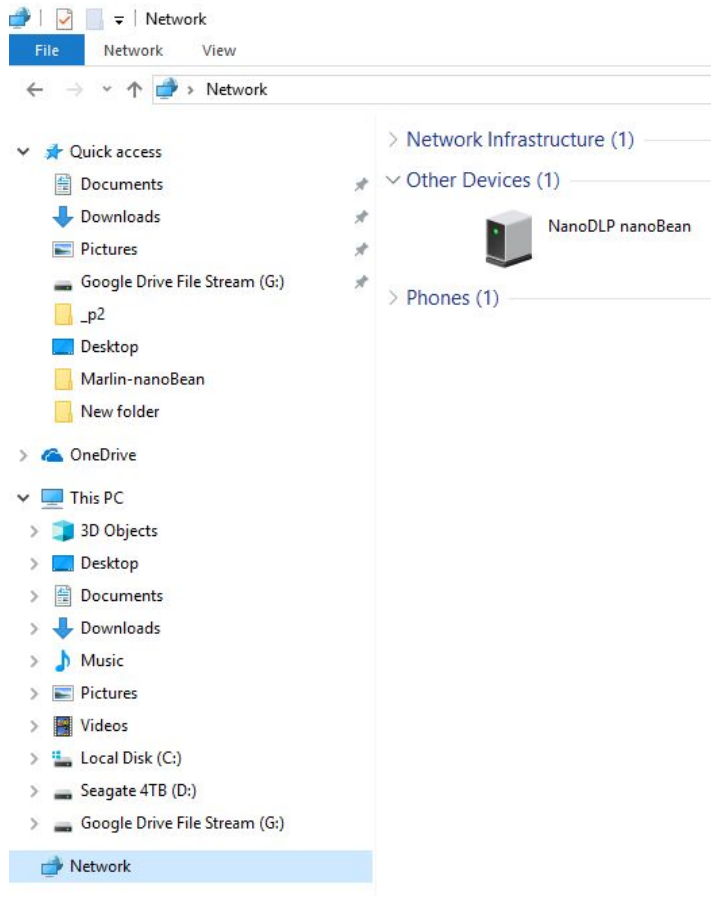 Network
File Network View
Network
Quick access
Documents
Downloads
Pictures
Google Drive File Stream (G:)
_p2
Desktop
Marlin-nanoBean
New folder
OneDrive
This PC
3D Objects
Desktop
Documents
Downloads
Music
Pictures
Videos
Local Disk (C:)
Seagate 4TB (D:)
Google Drive File Stream (G:)
Network
Network Infrastructure (1)
Other Devices (1)
NanoDLP nanoBean
Phones (1)